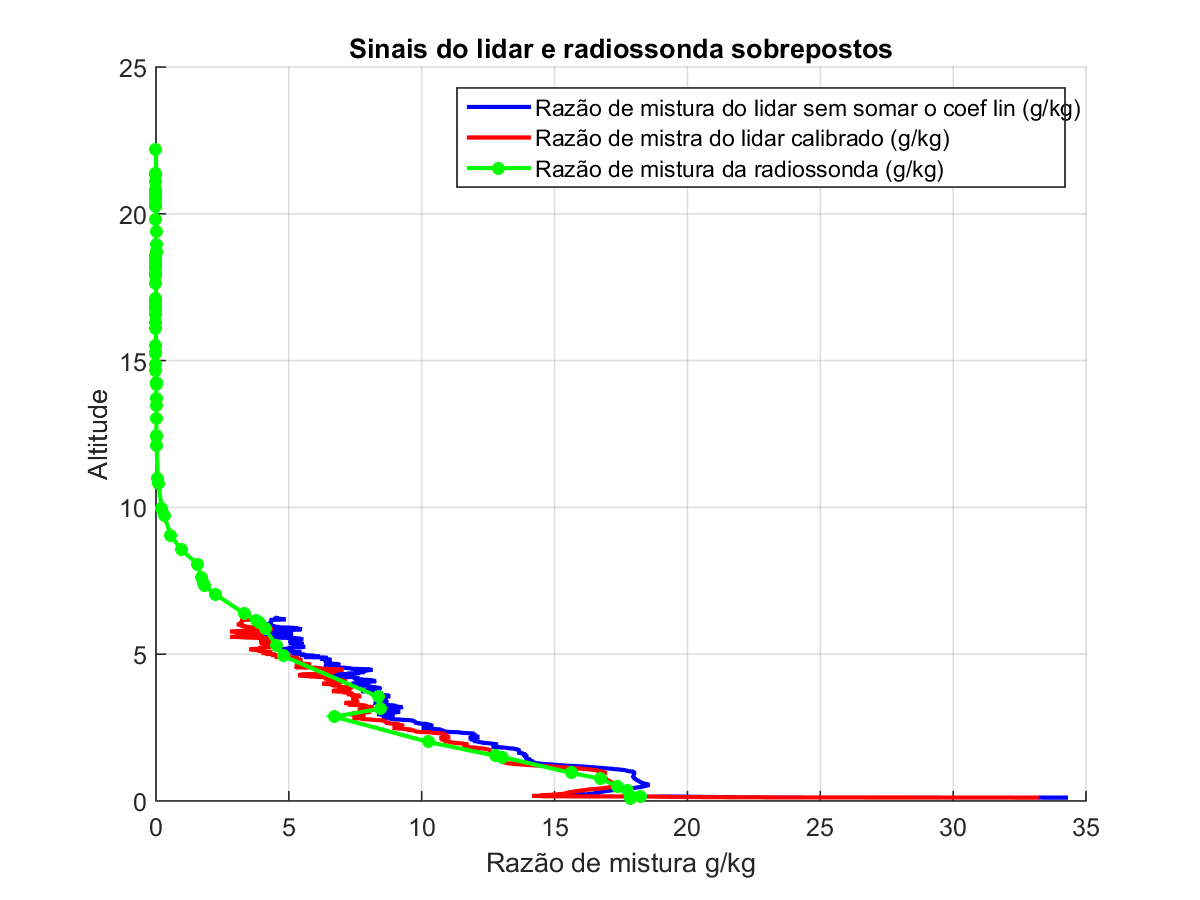 Sinais do lidar e radiossonda sobrepostos
25
20
15
10
5
0
Altitude
Razão de mistura do lidar sem somar o coef lin (g/kg)
Razão de mistra do lidar calibrado (g/kg)
Razão de mistura da radiossonda (g/kg)
0 5 10 15 20 25 30 35
Razão de mistura g/kg